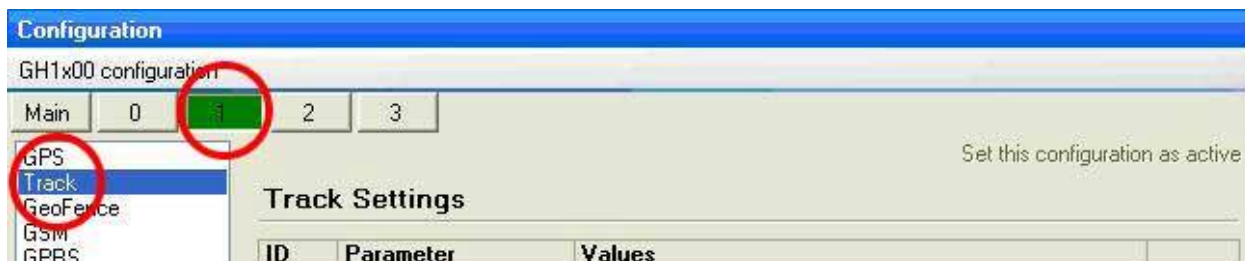 Configuration
GH1x00 configuration
Main 0 1 2 3
Set this configuration as active
GPS
Track
GeoFence
GSM
GPRS
Track Settings
ID Parameter Values